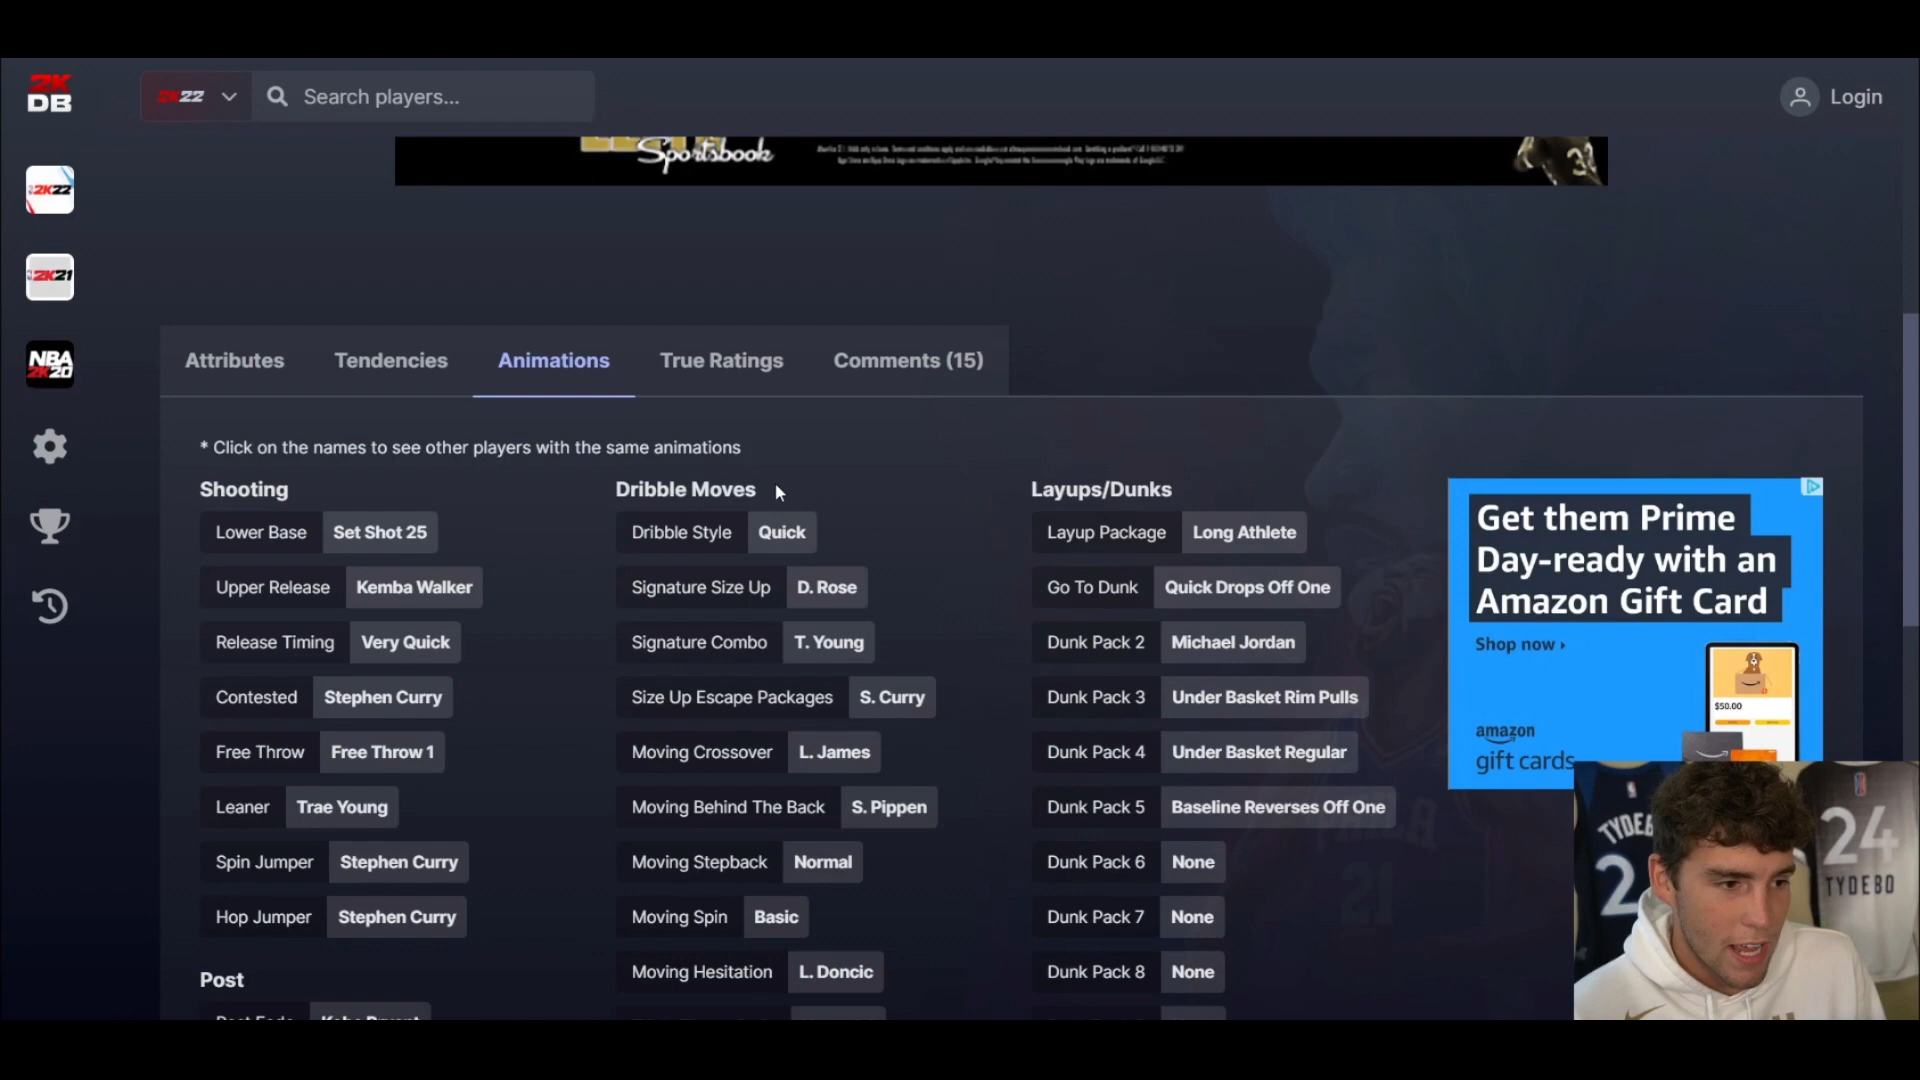 2K
DB
2K22
Search players...
Login
Sportsbook
2K22
2K21
NBA
2K20
Attributes
Tendencies
Animations
True Ratings
Comments (15)
* Click on the names to see other players with the same animations
Shooting
Lower Base Set Shot 25
Upper Release Kemba Walker
Release Timing Very Quick
Contested Stephen Curry
Free Throw Free Throw 1
Leaner Trae Young
Spin Jumper Stephen Curry
Hop Jumper Stephen Curry
Post
Dribble Moves
Dribble Style Quick
Signature Size Up D. Rose
Signature Combo T. Young
Size Up Escape Packages S. Curry
Moving Crossover L. James
Moving Behind The Back S. Pippen
Moving Stepback Normal
Moving Spin Basic
Moving Hesitation L. Doncic
Layups/Dunks
Layup Package Long Athlete
Go To Dunk Quick Drops Off One
Dunk Pack 2 Michael Jordan
Dunk Pack 3 Under Basket Rim Pulls
Dunk Pack 4 Under Basket Regular
Dunk Pack 5 Baseline Reverses Off One
Dunk Pack 6 None
Dunk Pack 7 None
Dunk Pack 8 None
21
Get them Prime
Day-ready with an
Amazon Gift Card
Shop now ›
$50.00
amazon
gift cards
2
24
TYDEBO